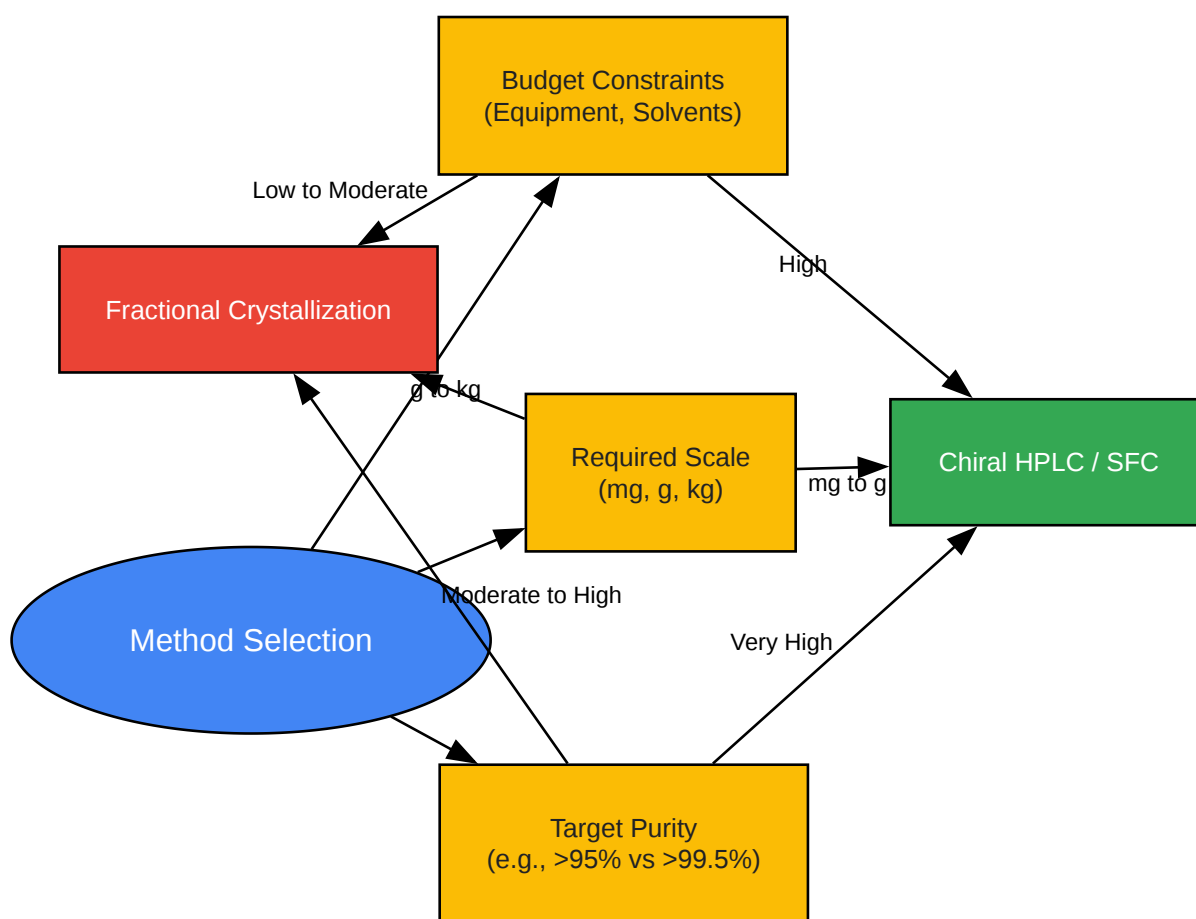 Budget Constraints
(Equipment, Solvents)
Low to Moderate
High
Fractional Crystallization
g to kg
Required Scale
(mg, g, kg)
mg to g
Chiral HPLC / SFC
Moderate to High
Method Selection
Very High
Target Purity
(e.g., >95% vs >99.5%)